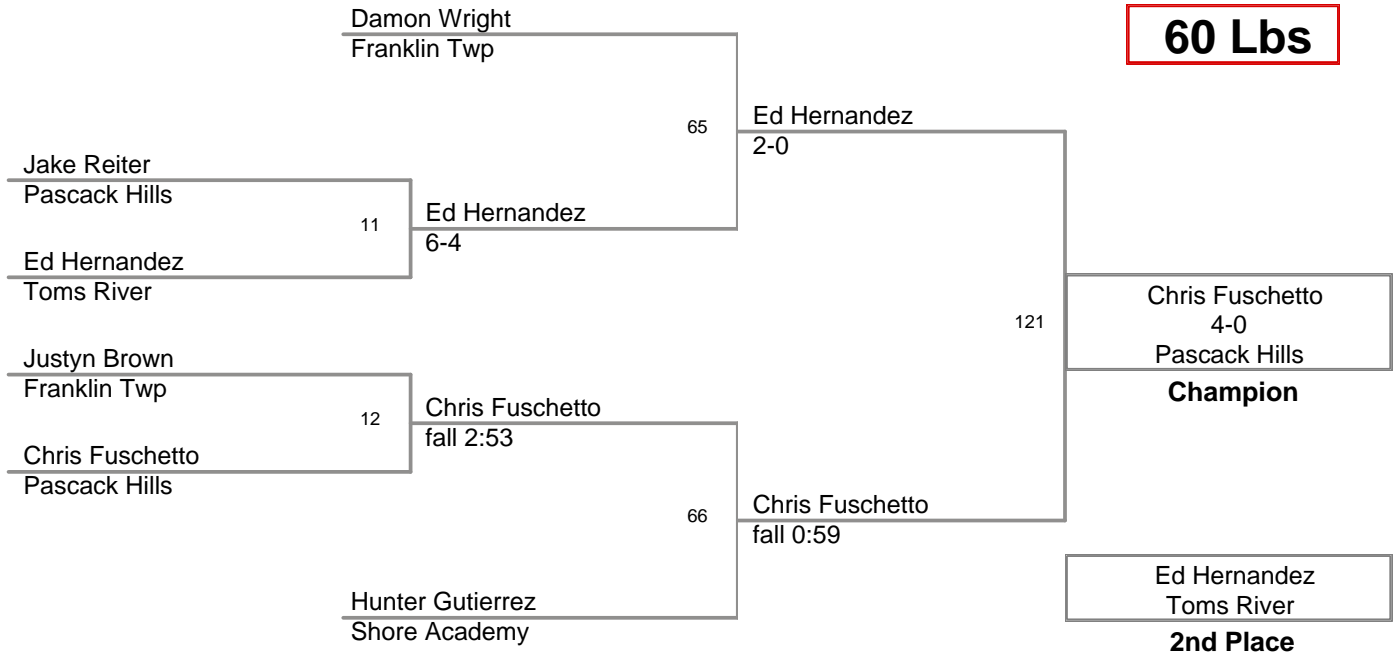 Damon Wright
Franklin Twp
60 Lbs
65
Ed Hernandez
2-0
Jake Reiter
Pascack Hills
11
Ed Hernandez
6-4
Ed Hernandez
Toms River
121
Chris Fuschetto
4-0
Pascack Hills
Champion
Justyn Brown
Franklin Twp
12
Chris Fuschetto
fall 2:53
Chris Fuschetto
Pascack Hills
66
Chris Fuschetto
fall 0:59
Hunter Gutierrez
Shore Academy
Ed Hernandez
Toms River
2nd Place